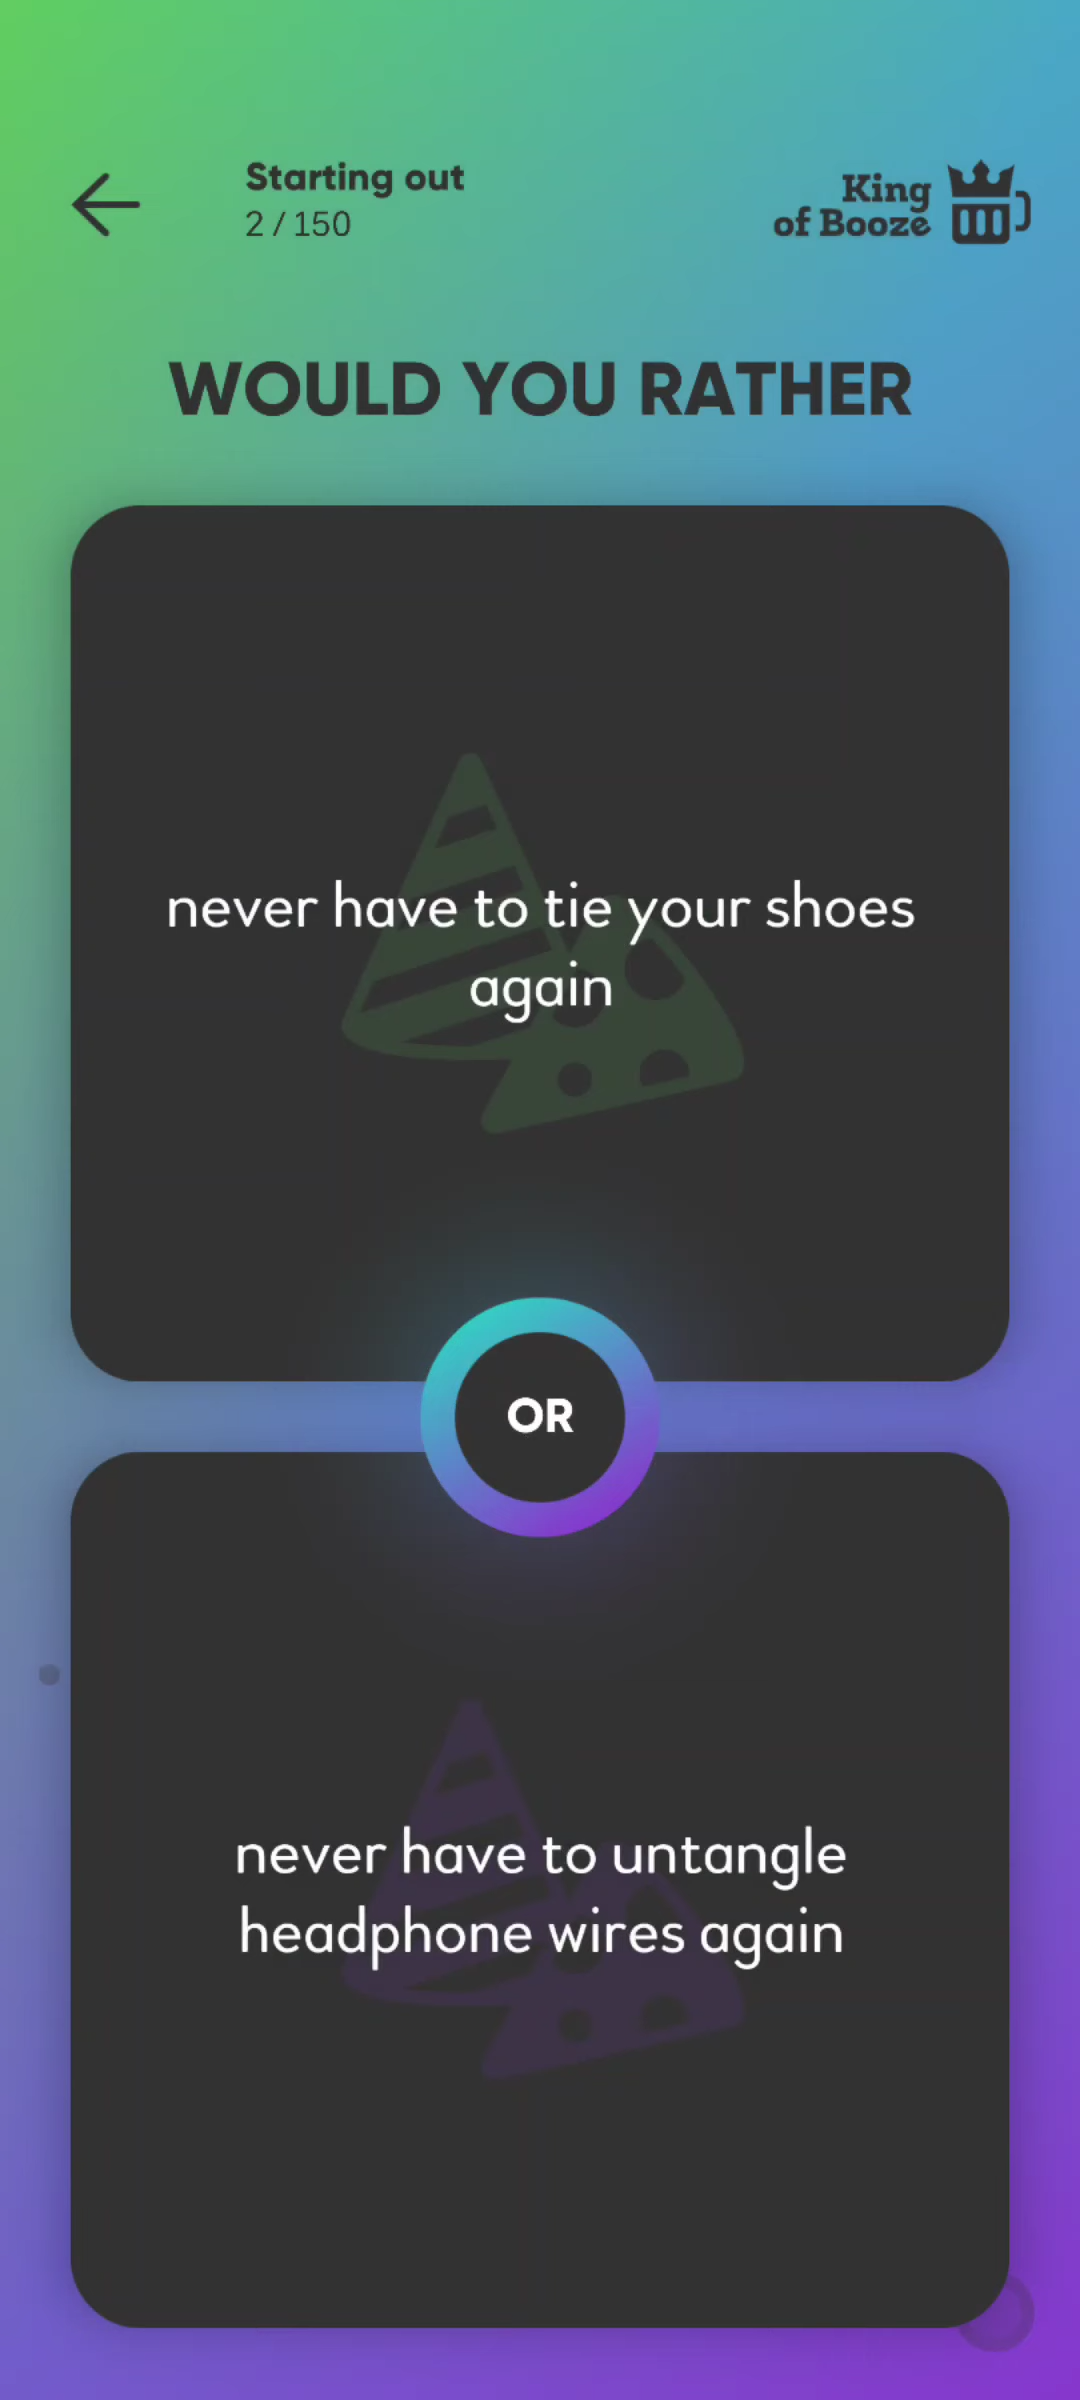 Starting out
2 / 150
King
of Booze
WOULD YOU RATHER
never have to tie your shoes
again
OR
never have to untangle
headphone wires again